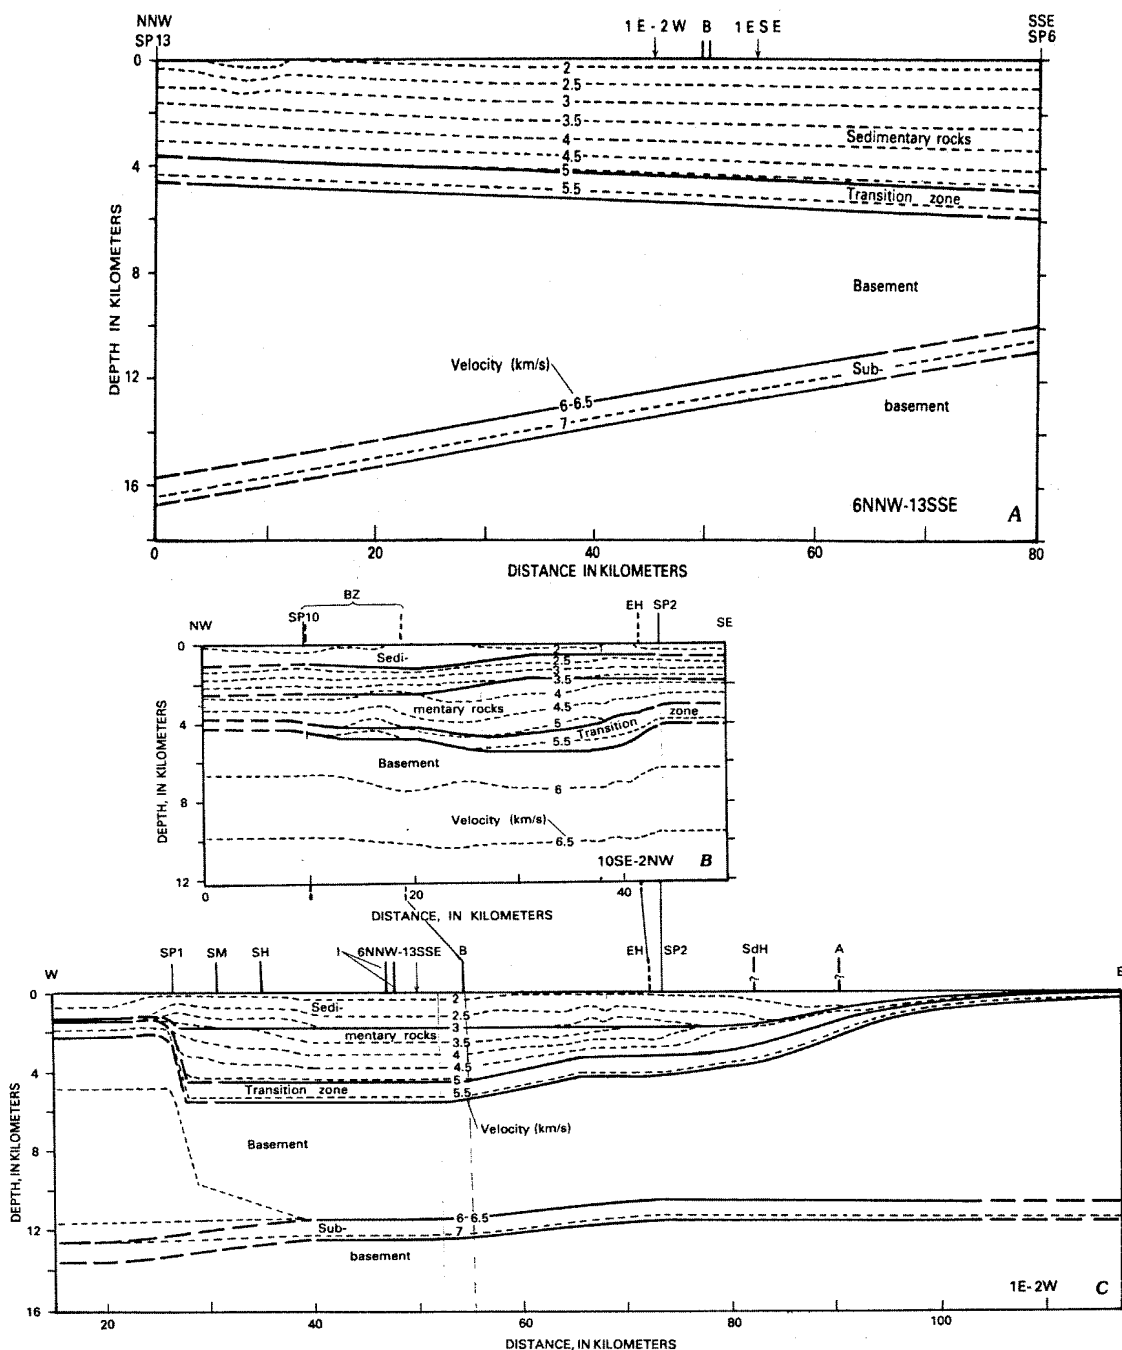 NNW
SP13
1E-2W B 1ESE
SSE
SP6
0
4
8
12
16
DEPTH IN KILOMETERS
2
2.5
3
3.5
4
4.5
5
5.5
Sedimentary rocks
Transition zone
Basement
Velocity (km/s)
6-6.5
7
Sub-
basement
6NNW-13SSE A
0 20 40 60 80
DISTANCE IN KILOMETERS
BZ
NW SP10 EH SP2 SE
0
4
8
12
DEPTH, IN KILOMETERS
Sedi-
mentary rocks
2
2.5
3
3.5
4
4.5
5
5.5
Transition zone
Basement
6
Velocity (km/s)
6.5
10SE-2NW B
0 20 40
DISTANCE, IN KILOMETERS
W SP1 SM SH I 6NNW-13SSE B EH SP2 SdH A E
? ?
0
4
8
12
16
DEPTH, IN KILOMETERS
Sedi-
mentary rocks
2
2.5
3
3.5
4
4.5
5
5.5
Transition zone
Velocity (km/s)
Basement
6-6.5
7
Sub-
basement
1E-2W C
20 40 60 80 100
DISTANCE, IN KILOMETERS